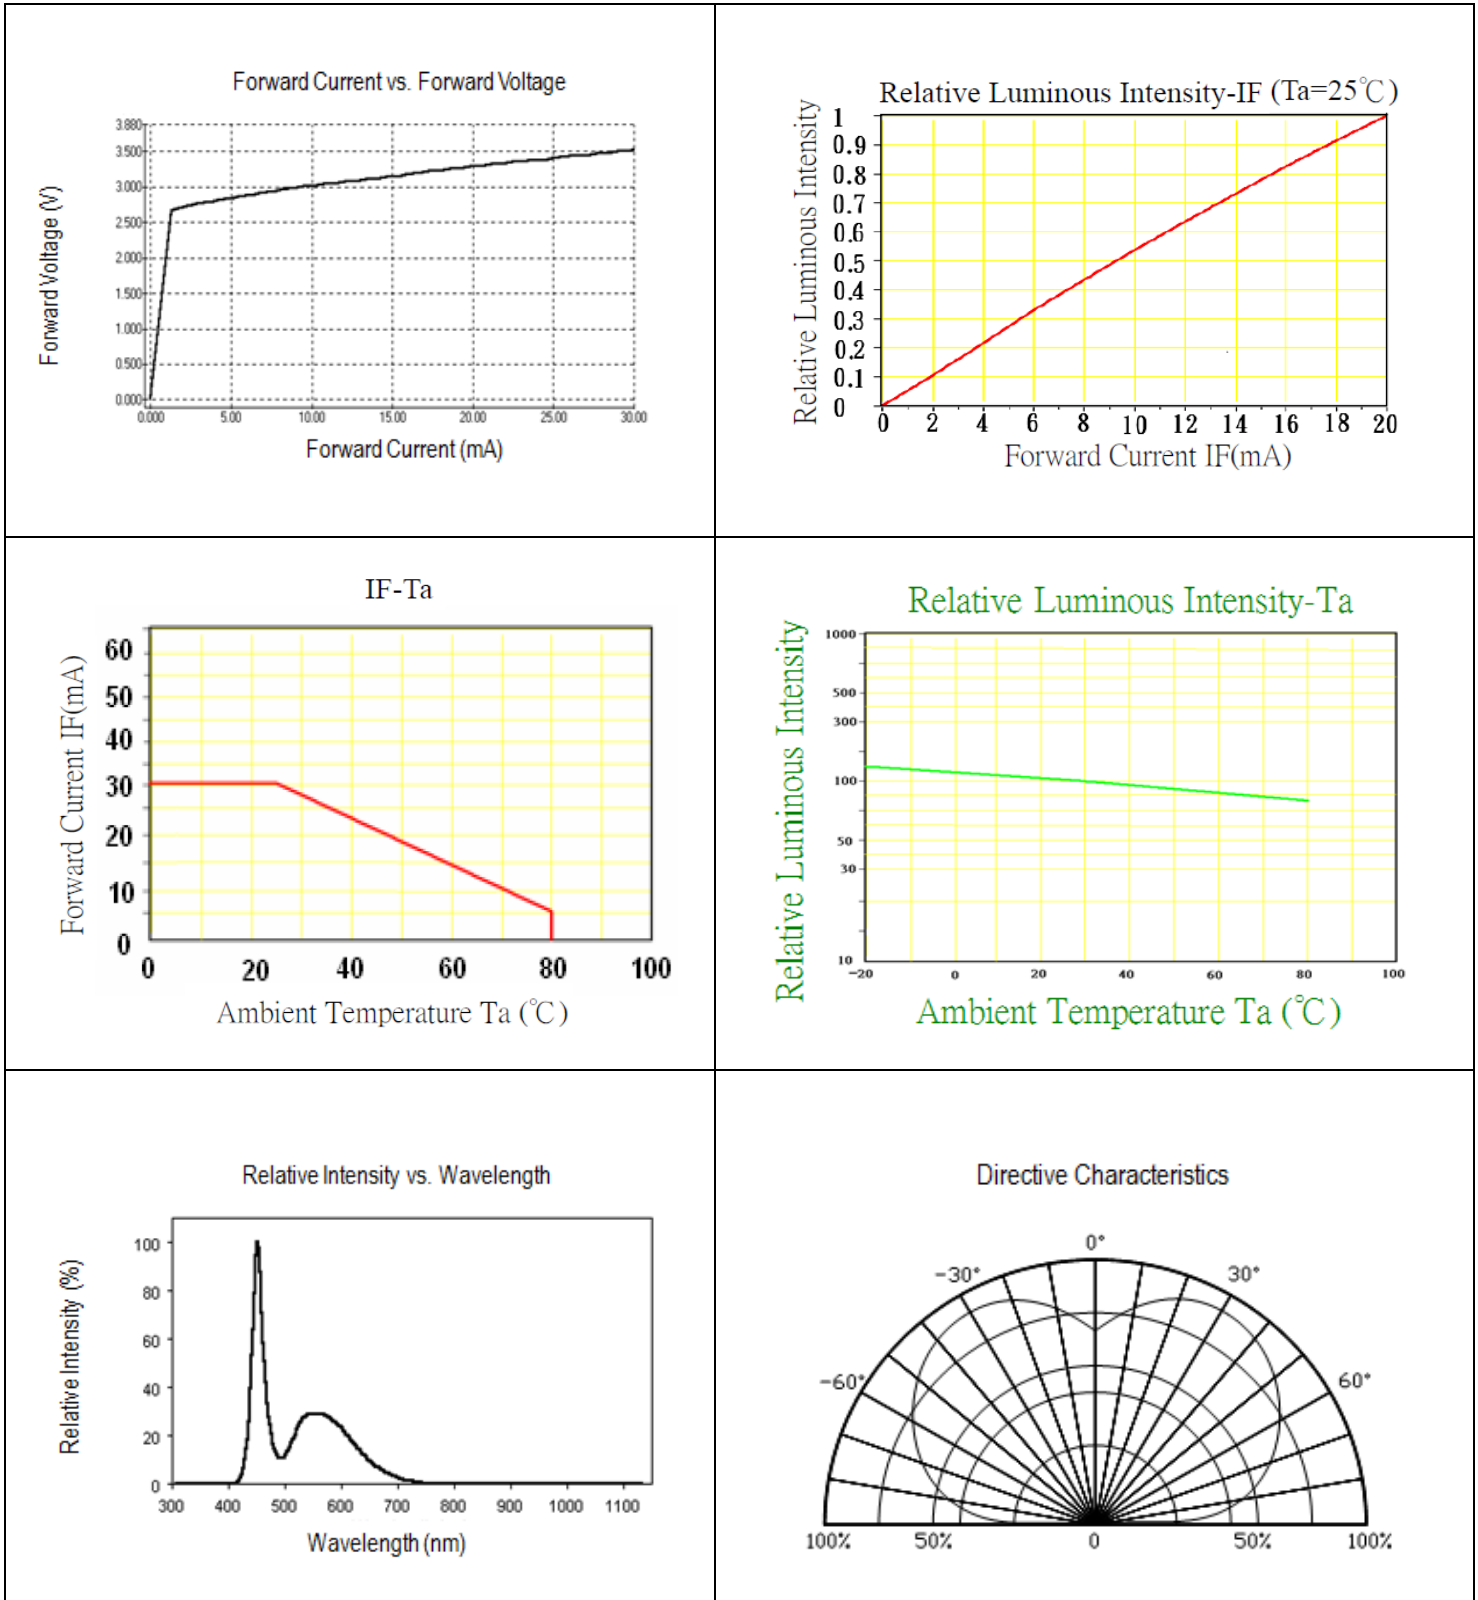 Forward Current vs. Forward Voltage
Forward Voltage (V)
3.880
3.500
3.000
2.500
2.000
1.500
1.000
0.500
0.000
0.000 5.00 10.00 15.00 20.00 25.00 30.00
Forward Current (mA)
Relative Luminous Intensity-IF (Ta=25℃)
Relative Luminous Intensity
1
0.9
0.8
0.7
0.6
0.5
0.4
0.3
0.2
0.1
0
0 2 4 6 8 10 12 14 16 18 20
Forward Current IF(mA)
IF-Ta
Forward Current IF(mA)
60
50
40
30
20
10
0
0 20 40 60 80 100
Ambient Temperature Ta (℃)
Relative Luminous Intensity-Ta
Relative Luminous Intensity
1000
500
300
100
50
30
10
-20 0 20 40 60 80 100
Ambient Temperature Ta (℃)
Relative Intensity vs. Wavelength
Relative Intensity (%)
100
80
60
40
20
0
300 400 500 600 700 800 900 1000 1100
Wavelength (nm)
Directive Characteristics
0°
-30° 30°
-60° 60°
100% 50% 0 50% 100%